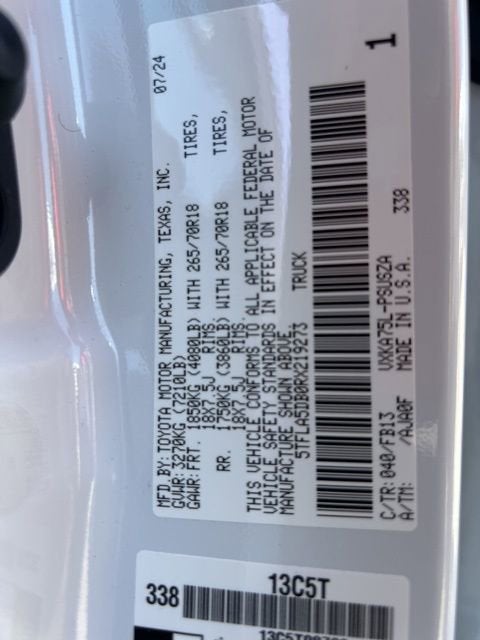 MFD.BY: TOYOTA MOTOR MANUFACTURING, TEXAS, INC. 07/24
GVWR: 3270KG (7210LB)
GAWR: FRT. 1850KG (4080LB) WITH 265/70R18 TIRES,
18X7.5J RIMS
RR. 1750KG (3860LB) WITH 265/70R18 TIRES,
18X7.5J RIMS
THIS VEHICLE CONFORMS TO ALL APPLICABLE FEDERAL MOTOR
VEHICLE SAFETY STANDARDS IN EFFECT ON THE DATE OF
MANUFACTURE SHOWN ABOVE.
5TFLA5DB0RX219273 TRUCK
C/TR: 040/FB13 VXKA75L-PSUSZA 338
A/TM: /AJA0F MADE IN U.S.A. 1
338 13C5T